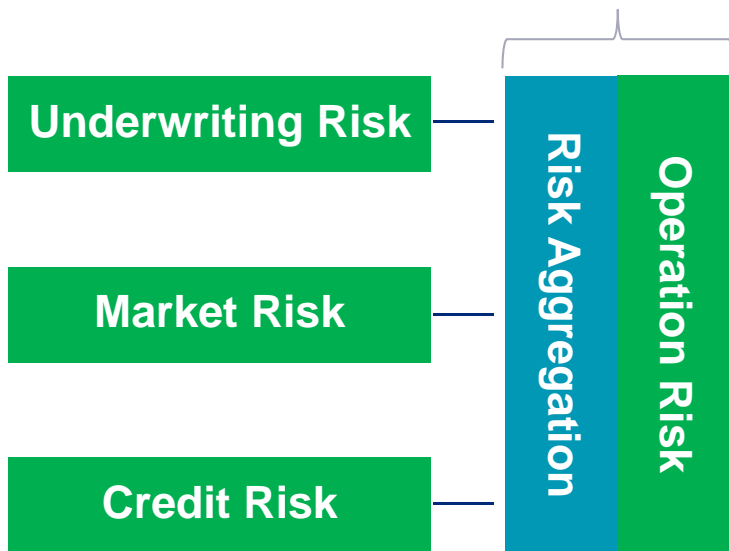 Underwriting Risk
Market Risk
Credit Risk
Risk Aggregation
Operation Risk